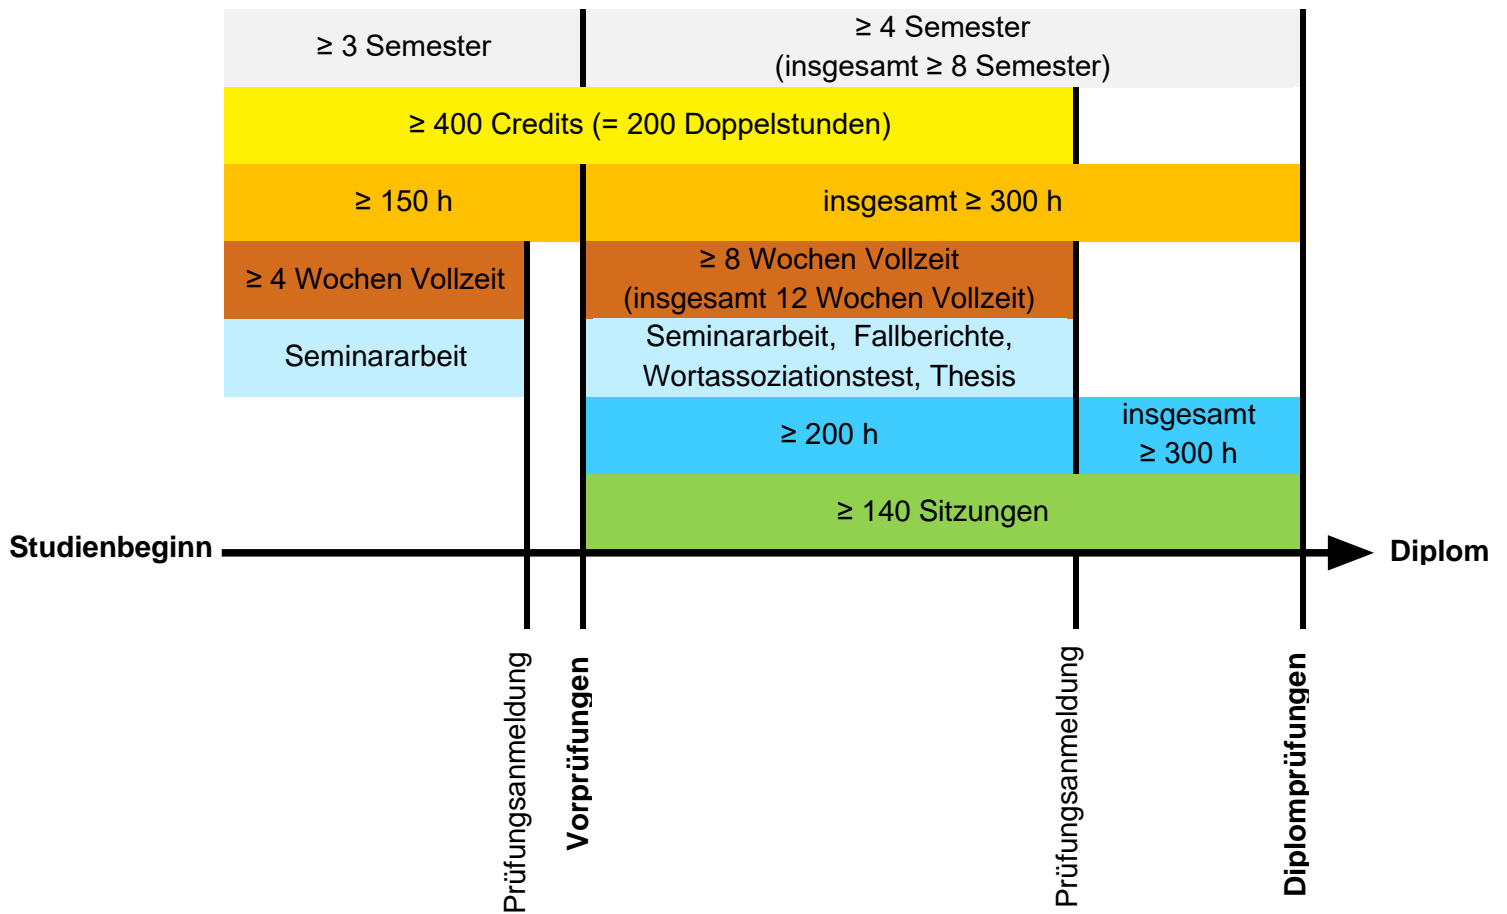 ≥ 3 Semester
≥ 4 Semester
(insgesamt ≥ 8 Semester)
≥ 400 Credits (= 200 Doppelstunden)
≥ 150 h
insgesamt ≥ 300 h
≥ 4 Wochen Vollzeit
≥ 8 Wochen Vollzeit
(insgesamt 12 Wochen Vollzeit)
Seminararbeit
Seminararbeit, Fallberichte,
Wortassoziationstest, Thesis
≥ 200 h
insgesamt
≥ 300 h
≥ 140 Sitzungen
Studienbeginn
Diplom
Prüfungsanmeldung
Vorprüfungen
Prüfungsanmeldung
Diplomprüfungen